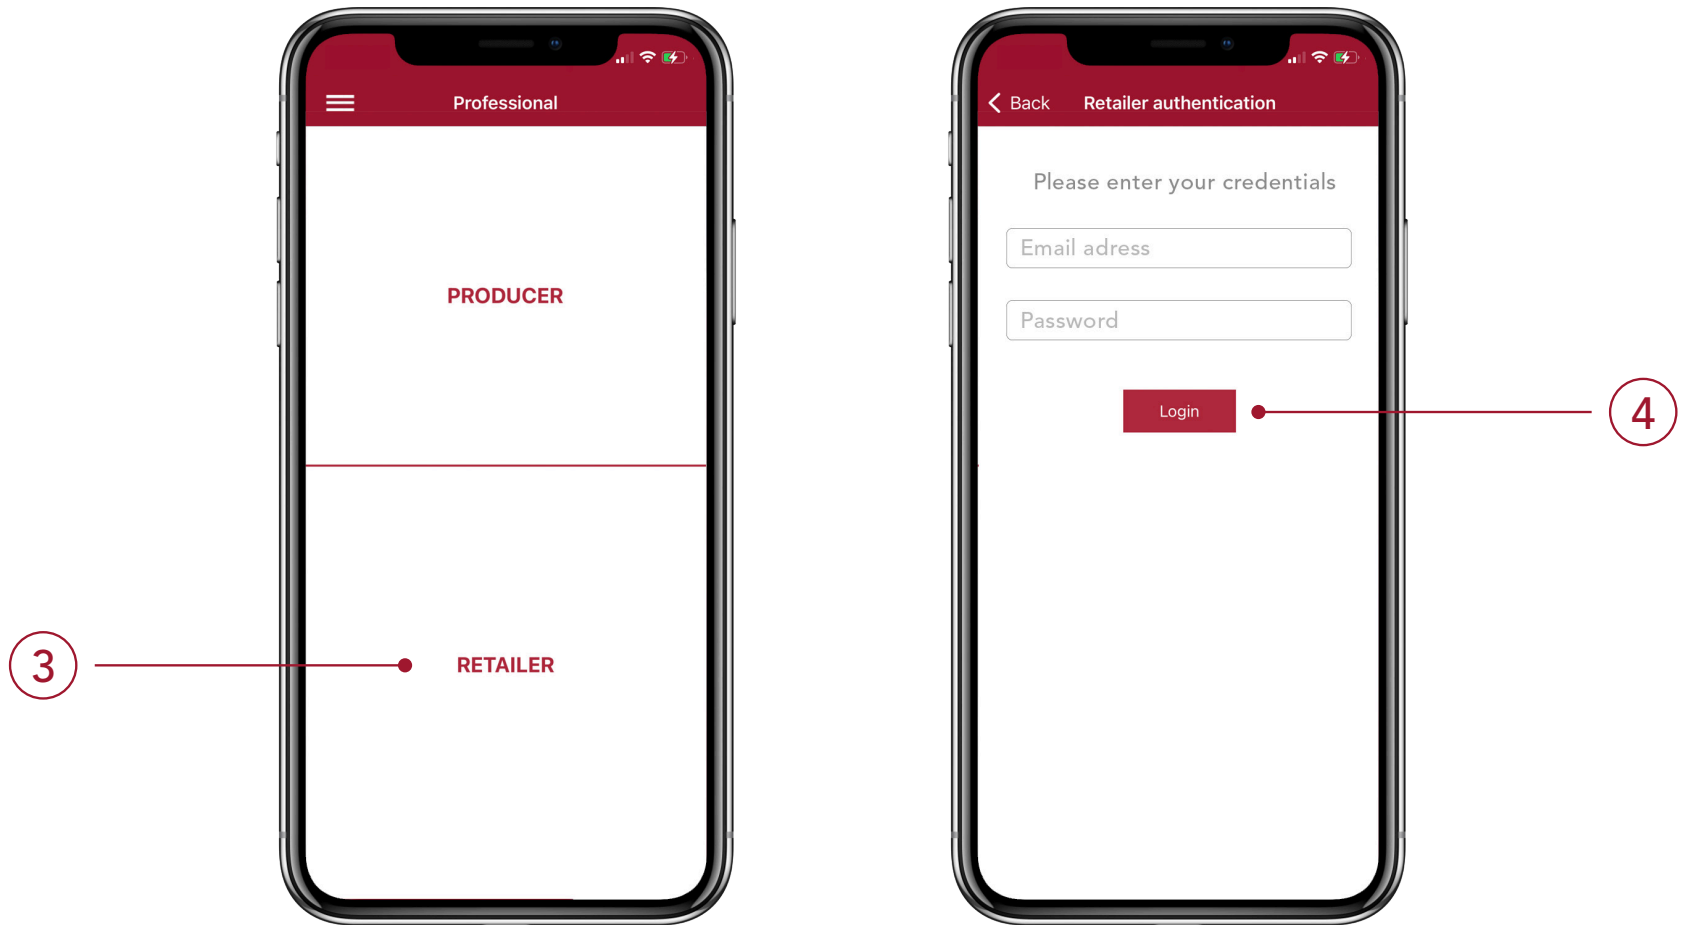 Professional
PRODUCER
3
RETAILER
Back
Retailer authentication
Please enter your credentials
Email adress
Password
Login
4